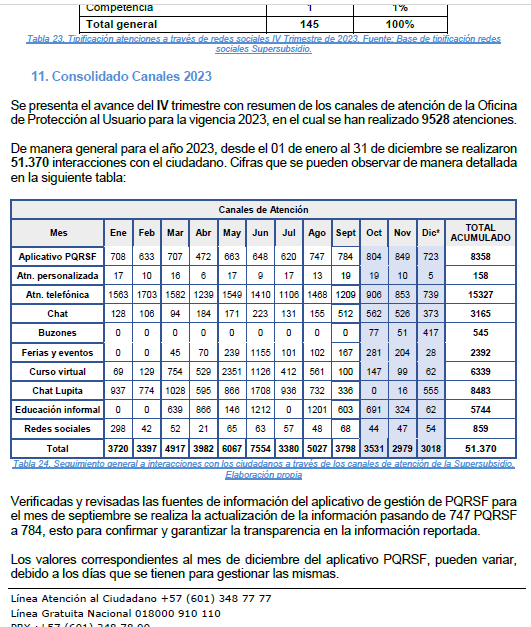 Competencia 1 1%
Total general 145 100%
Tabla 23. Tipificación atenciones a través de redes sociales IV Trimestre de 2023. Fuente: Base de tipificación redes
sociales Supersubsidio.
11. Consolidado Canales 2023
Se presenta el avance del IV trimestre con resumen de los canales de atención de la Oficina
de Protección al Usuario para la vigencia 2023, en el cual se han realizado 9528 atenciones.
De manera general para el año 2023, desde el 01 de enero al 31 de diciembre se realizaron
51.370 interacciones con el ciudadano. Cifras que se pueden observar de manera detallada
en la siguiente tabla:
Canales de Atención
Mes Ene Feb Mar Abr May Jun Jul Ago Sept Oct Nov Dic* TOTAL ACUMULADO
Aplicativo PQRSF 708 633 707 472 663 648 620 747 784 804 849 723 8358
Atn. personalizada 17 10 16 6 17 9 17 13 19 19 10 5 158
Atn. telefónica 1563 1703 1582 1239 1549 1410 1106 1468 1209 906 853 739 15327
Chat 128 106 94 184 171 223 131 155 512 562 526 373 3165
Buzones 0 0 0 0 0 0 0 0 0 77 51 417 545
Ferias y eventos 0 0 45 70 239 1155 101 102 167 281 204 28 2392
Curso virtual 69 129 754 529 2351 1126 412 561 100 147 99 62 6339
Chat Lupita 937 774 1028 595 866 1708 936 732 336 0 16 555 8483
Educación informal 0 0 639 866 146 1212 0 1201 603 691 324 62 5744
Redes sociales 298 42 52 21 65 63 57 48 68 44 47 54 859
Total 3720 3397 4917 3982 6067 7554 3380 5027 3798 3531 2979 3018 51.370
Tabla 24. Seguimiento general a interacciones con los ciudadanos a través de los canales de atención de la Supersubsidio.
Elaboración propia
Verificadas y revisadas las fuentes de información del aplicativo de gestión de PQRSF para
el mes de septiembre se realiza la actualización de la información pasando de 747 PQRSF
a 784, esto para confirmar y garantizar la transparencia en la información reportada.
Los valores correspondientes al mes de diciembre del aplicativo PQRSF, pueden variar,
debido a los días que se tienen para gestionar las mismas.
Línea Atención al Ciudadano +57 (601) 348 77 77
Línea Gratuita Nacional 018000 910 110
PBX: +57 (601) 348 78 00